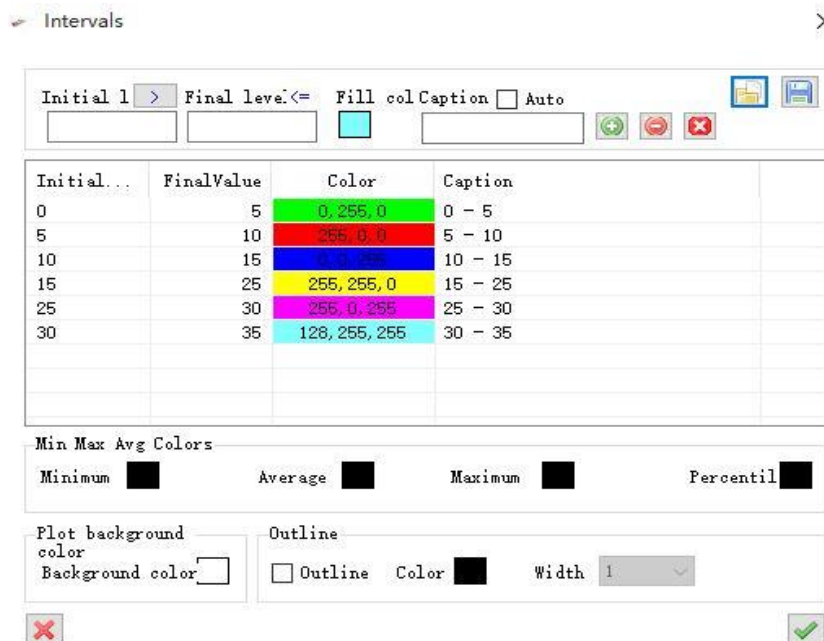 Intervals
Initial l > Final level<= Fill col Caption Auto
Initial... FinalValue Color Caption
0 5 0, 255, 0 0 - 5
5 10 255, 0, 0 5 - 10
10 15 0, 0, 255 10 - 15
15 25 255, 255, 0 15 - 25
25 30 255, 0, 255 25 - 30
30 35 128, 255, 255 30 - 35
Min Max Avg Colors
Minimum Average Maximum Percentil
Plot background color
Background color
Outline
Outline Color Width 1